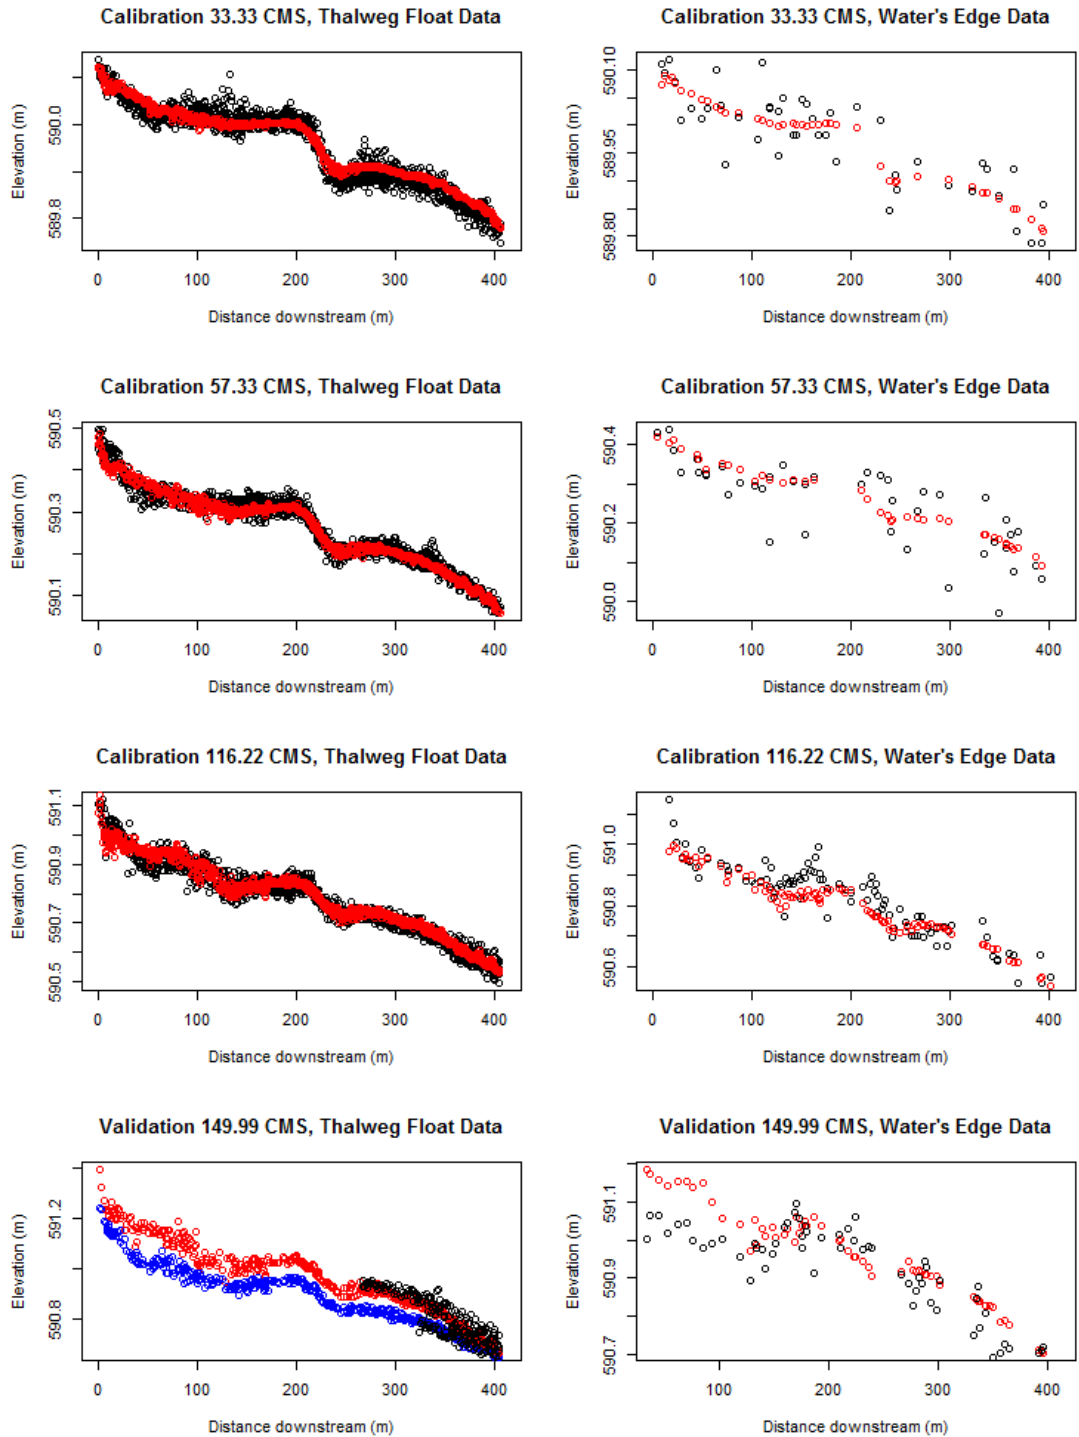 Calibration 33.33 CMS, Thalweg Float Data
Elevation (m)
590.0
589.8
0 100 200 300 400
Distance downstream (m)
Calibration 33.33 CMS, Water's Edge Data
Elevation (m)
590.10
589.95
589.80
0 100 200 300 400
Distance downstream (m)
Calibration 57.33 CMS, Thalweg Float Data
Elevation (m)
590.5
590.3
590.1
0 100 200 300 400
Distance downstream (m)
Calibration 57.33 CMS, Water's Edge Data
Elevation (m)
590.4
590.2
590.0
0 100 200 300 400
Distance downstream (m)
Calibration 116.22 CMS, Thalweg Float Data
Elevation (m)
591.1
590.9
590.7
590.5
0 100 200 300 400
Distance downstream (m)
Calibration 116.22 CMS, Water's Edge Data
Elevation (m)
591.0
590.8
590.6
0 100 200 300 400
Distance downstream (m)
Validation 149.99 CMS, Thalweg Float Data
Elevation (m)
591.2
590.8
0 100 200 300 400
Distance downstream (m)
Validation 149.99 CMS, Water's Edge Data
Elevation (m)
591.1
590.9
590.7
100 200 300 400
Distance downstream (m)